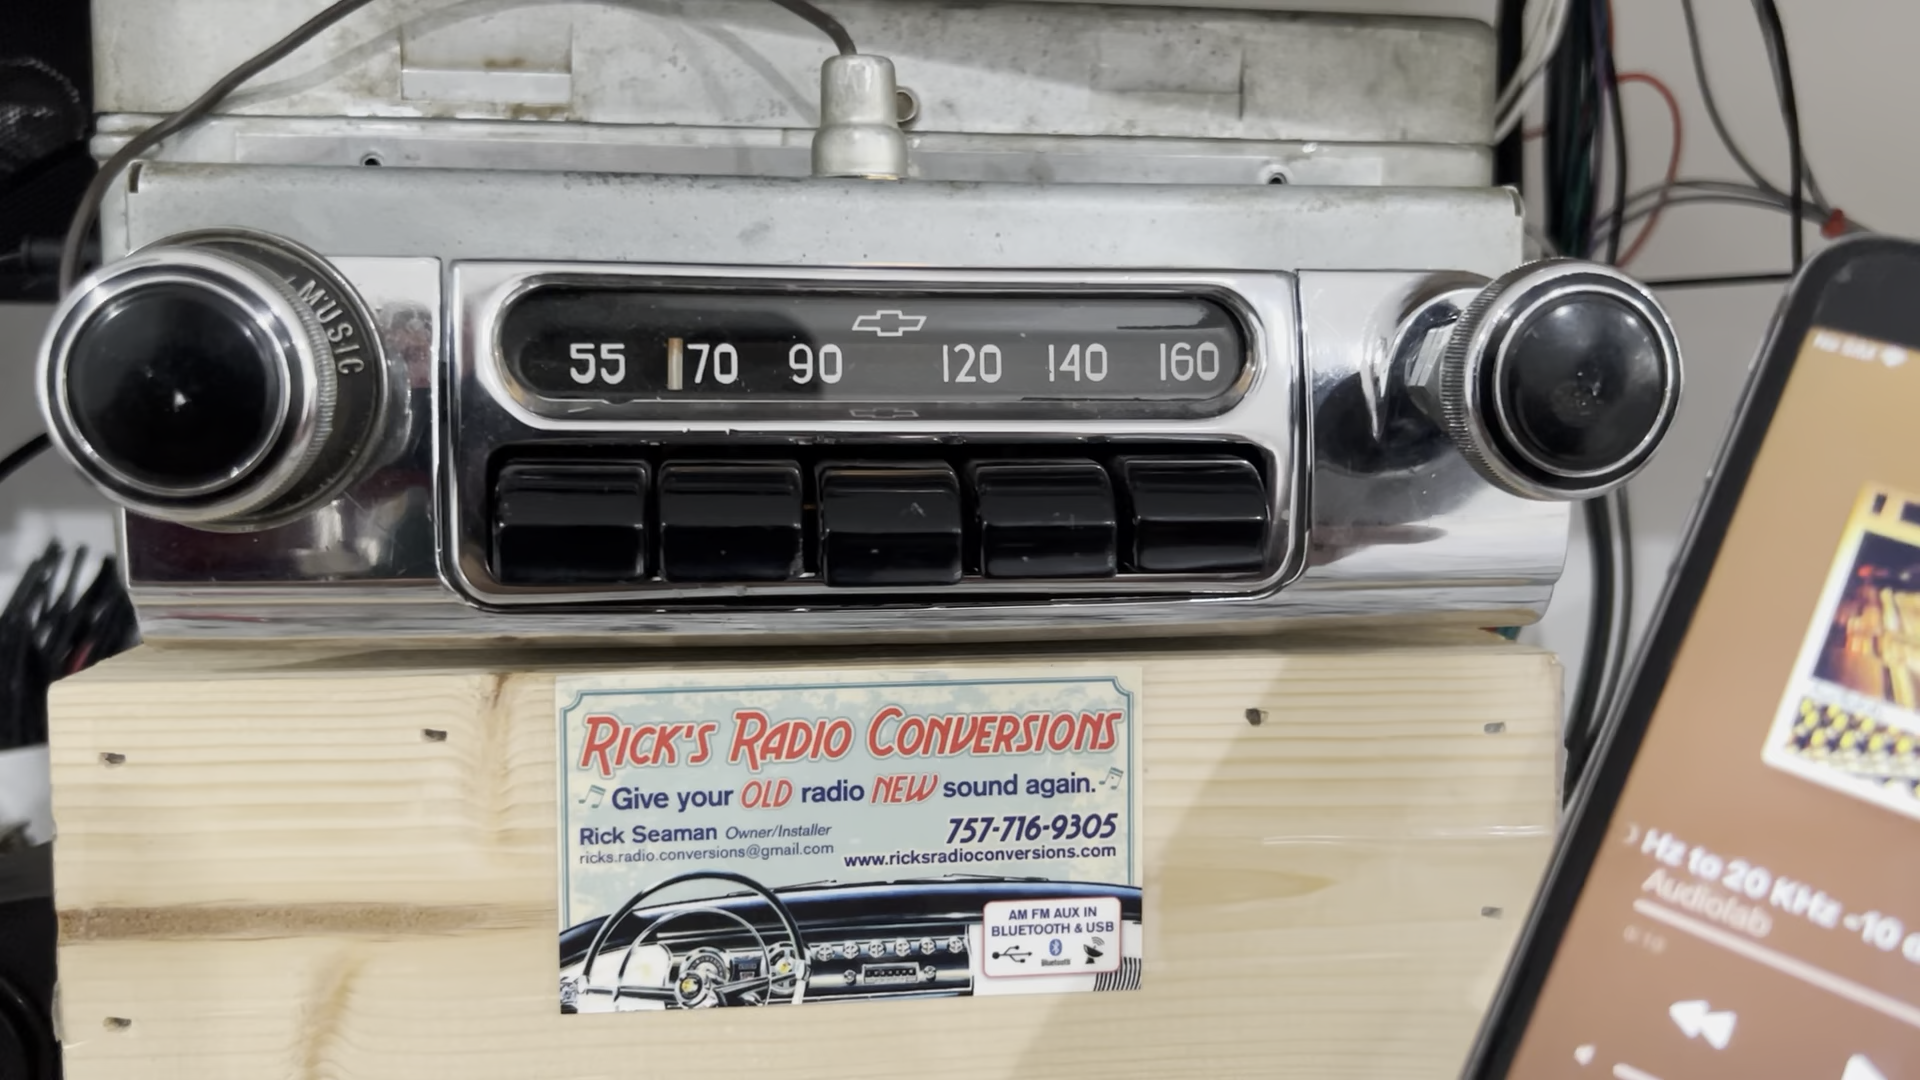 MUSIC
55 70 90 120 140 160
RICK'S RADIO CONVERSIONS
Give your OLD radio NEW sound again.
Rick Seaman Owner/Installer
757-716-9305
ricks.radio.conversions@gmail.com
www.ricksradioconversions.com
AM FM AUX IN
BLUETOOTH & USB
Bluetooth
Hz to 20 KHz -10
Audiolab